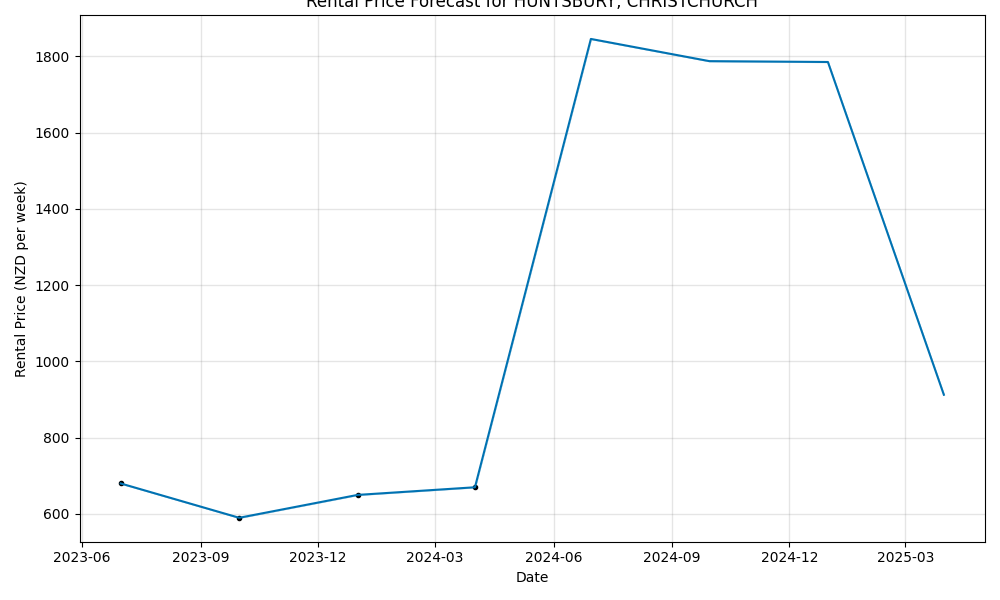 Rental Price Forecast for HUNTSBURY, CHRISTCHURCH
Rental Price (NZD per week)
1800
1600
1400
1200
1000
800
600
2023-06 2023-09 2023-12 2024-03 2024-06 2024-09 2024-12 2025-03
Date